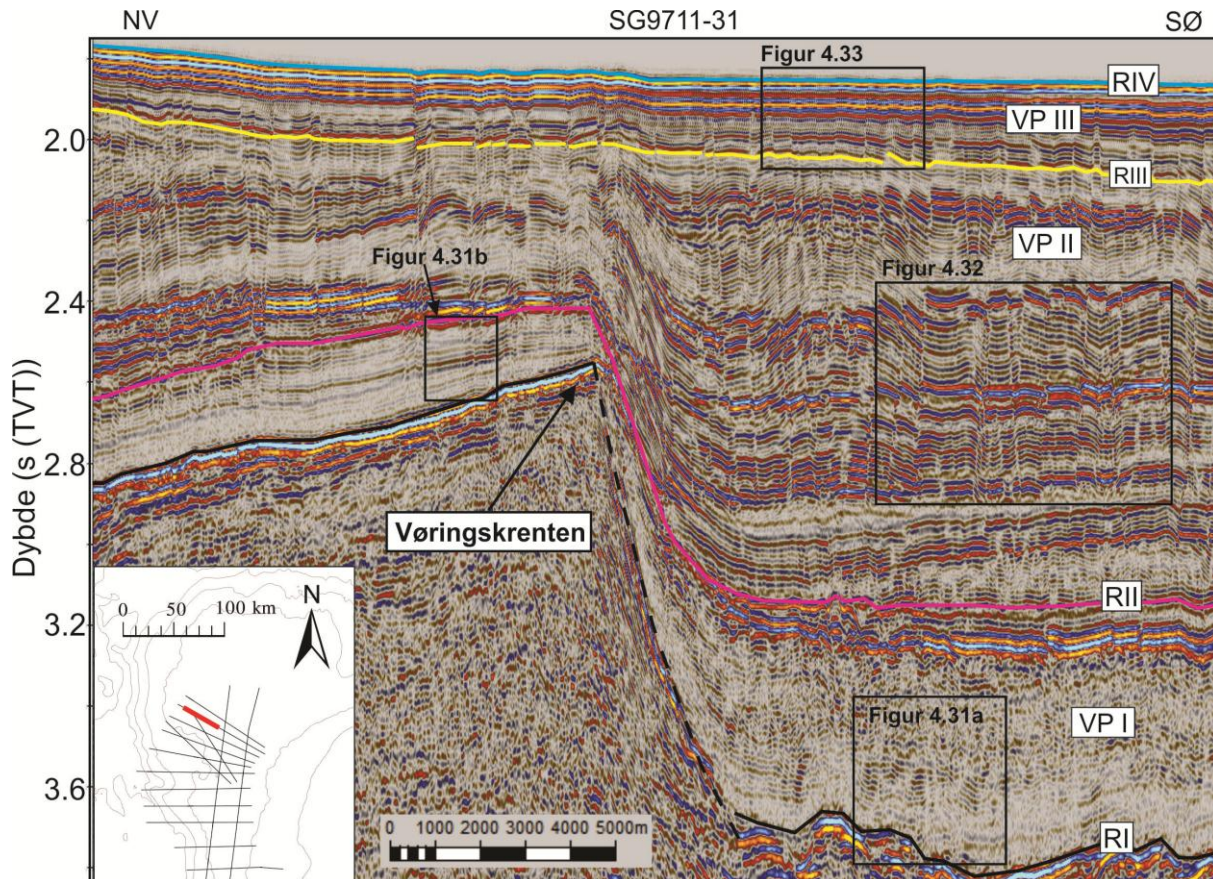 NV
SG9711-31
SØ
Figur 4.33
RIV
VP III
2.0
RIII
VP II
Figur 4.31b
Figur 4.32
2.4
2.8
Vøringskrenten
Dybde (s (TVT))
N
0 50 100 km
3.2
RII
Figur 4.31a
VP I
3.6
0 1000 2000 3000 4000 5000m
RI